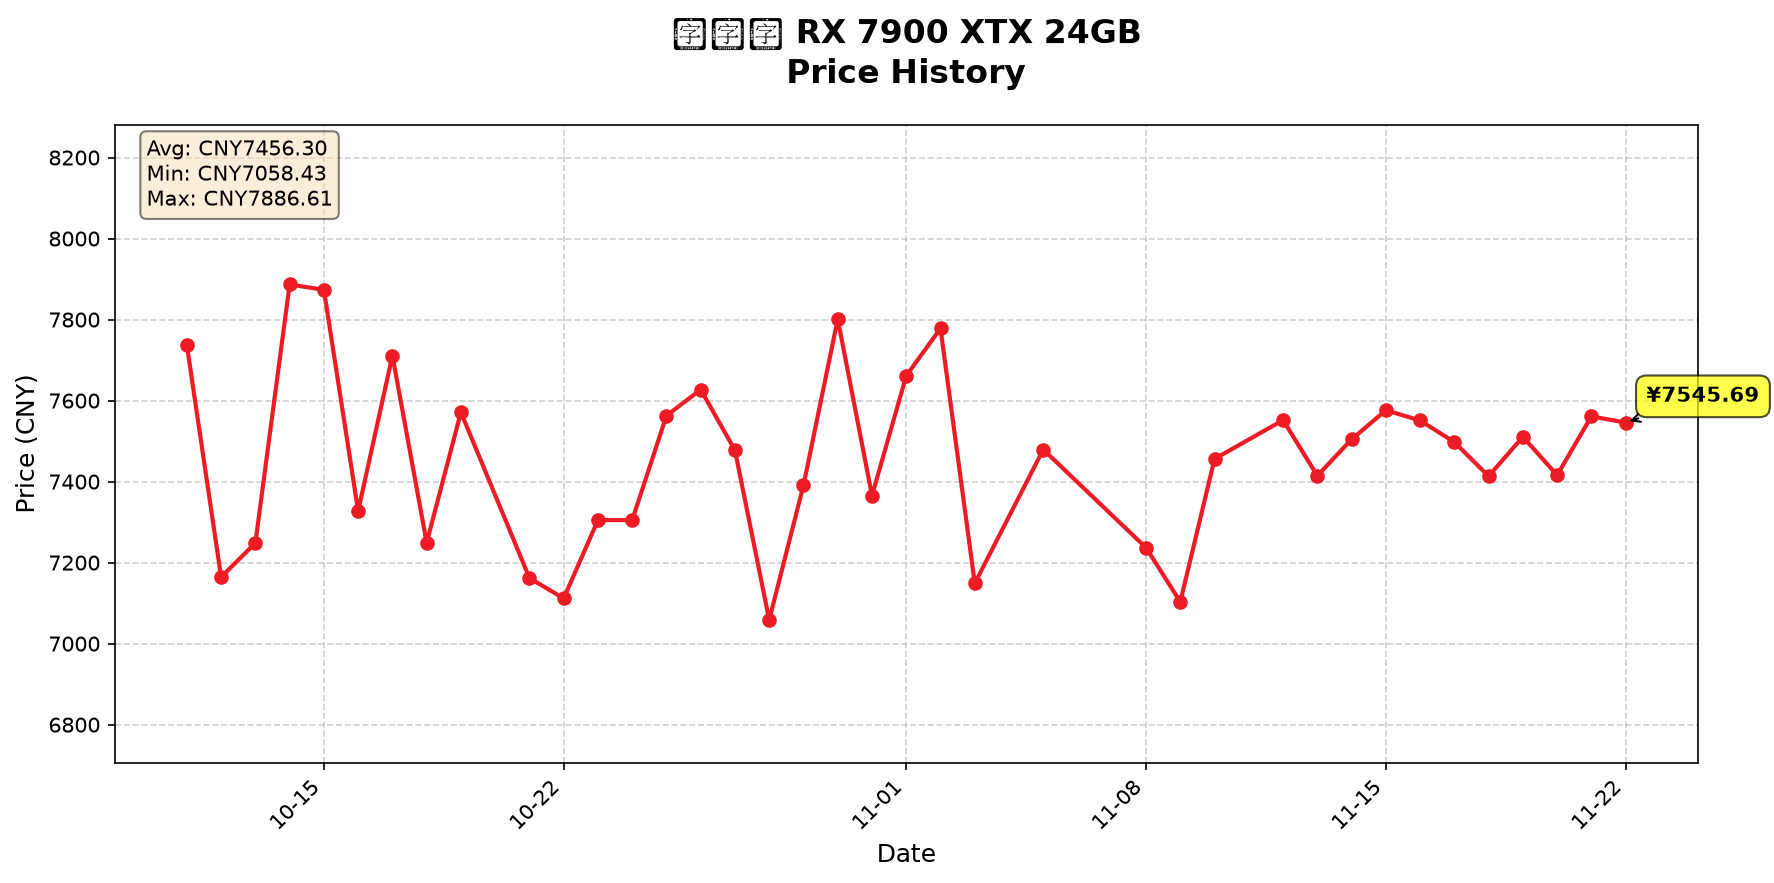 RX 7900 XTX 24GB
Price History
Avg: CNY7456.30
Min: CNY7058.43
Max: CNY7886.61
8200
8000
7800
7600
7400
7200
7000
6800
Price (CNY)
¥7545.69
10-15
10-22
11-01
11-08
11-15
11-22
Date